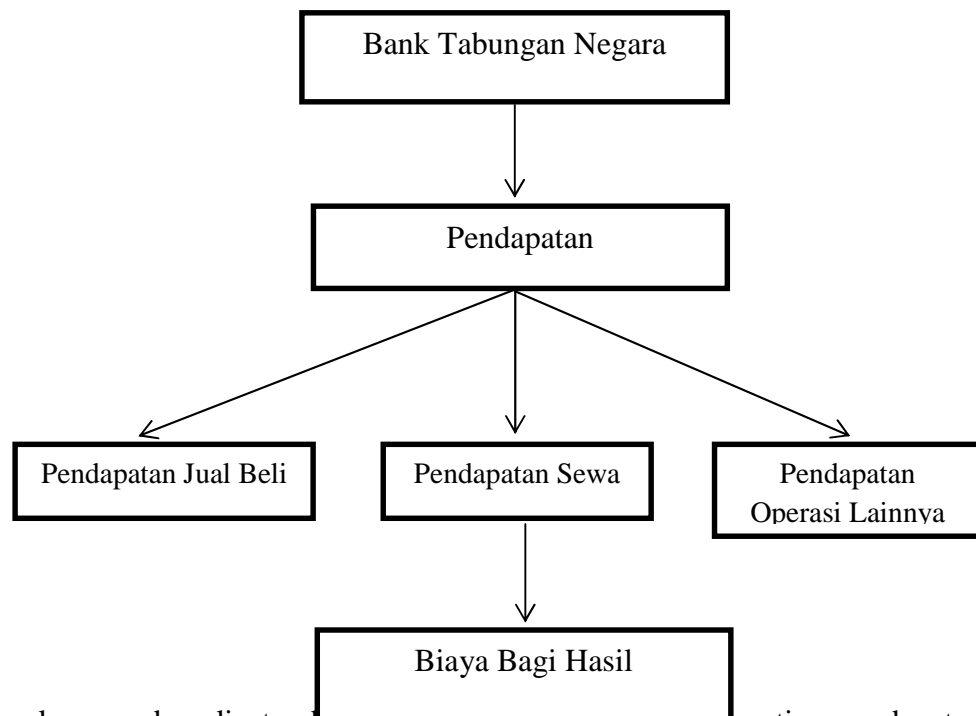 Bank Tabungan Negara
Pendapatan
Pendapatan Jual Beli
Pendapatan Sewa
Pendapatan
Operasi Lainnya
Biaya Bagi Hasil